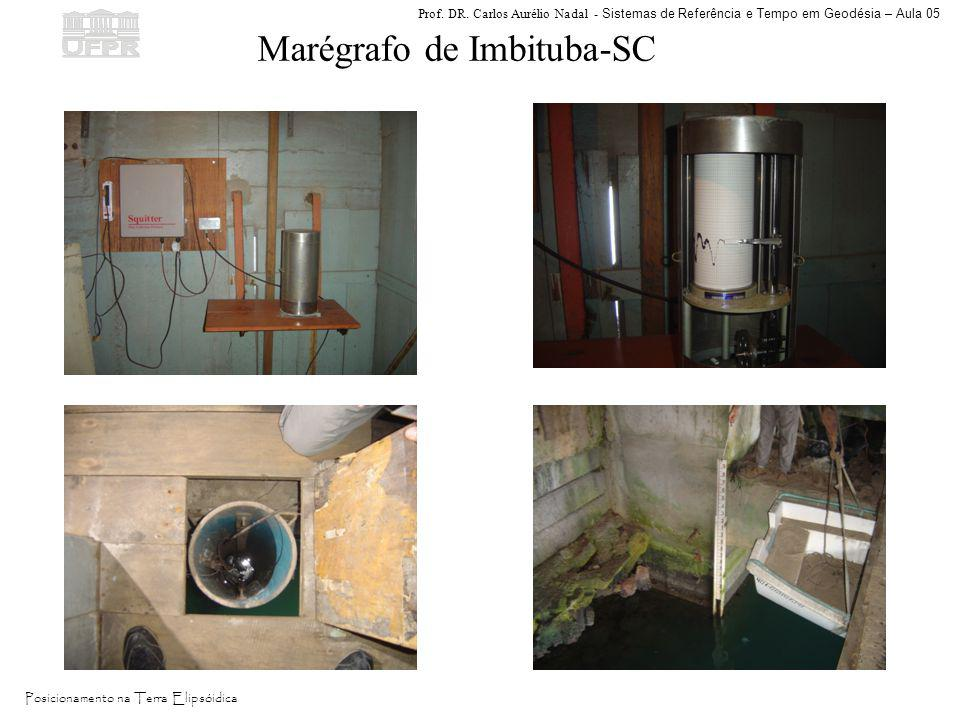 Prof. DR. Carlos Aurélio Nadal - Sistemas de Referência e Tempo em Geodésia – Aula 05
UFPR
Marégrafo de Imbituba-SC
Squitter
Posicionamento na Terra Elipsóidica